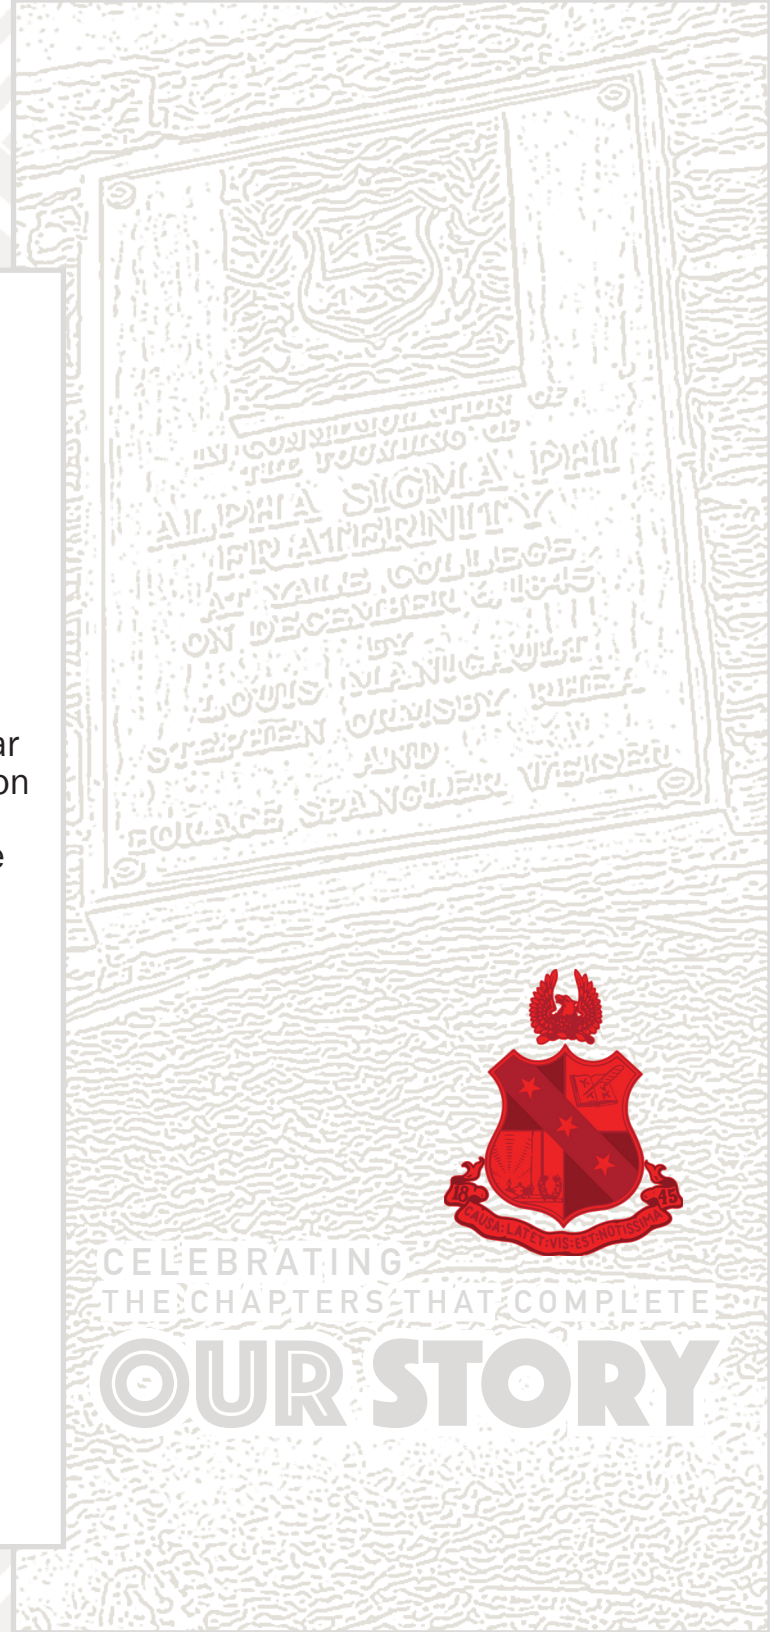 ar
on
e
IN COMMEMORATION OF
THE FOUNDING OF
ALPHA SIGMA PHI
FRATERNITY
AT YALE COLLEGE
ON DECEMBER 6, 1845
BY
LOUIS MANIGAULT
STEPHEN ORMSBY RHEA
AND
HORACE SPANGLER WEISER
18 45
CAUSA:LATET:VIS:EST:NOTISSIMA
CELEBRATING
THE CHAPTERS THAT COMPLETE
OUR STORY